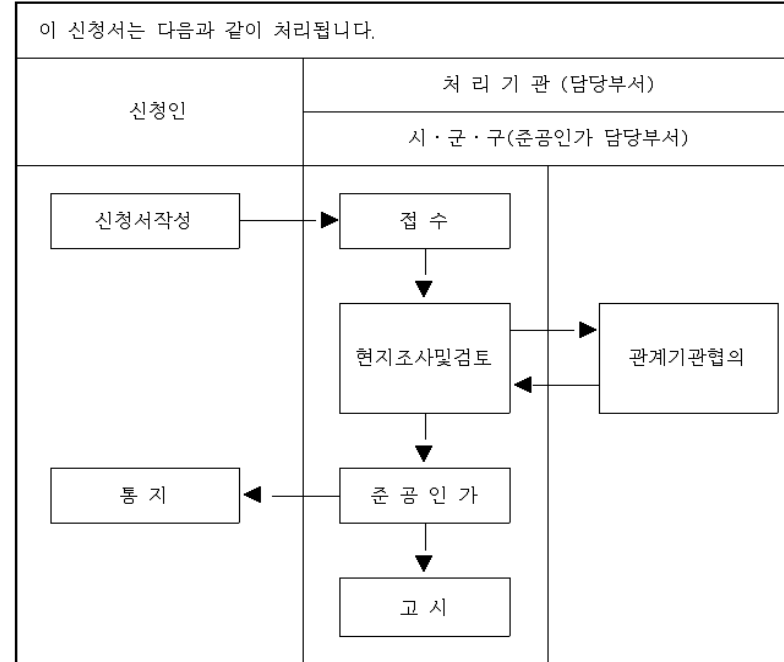 이 신청서는 다음과 같이 처리됩니다.
신청인
처 리 기 관 (담당부서)
시·군·구(준공인가 담당부서)
신청서작성
접 수
현지조사및검토
관계기관협의
통 지
준 공 인 가
고 시